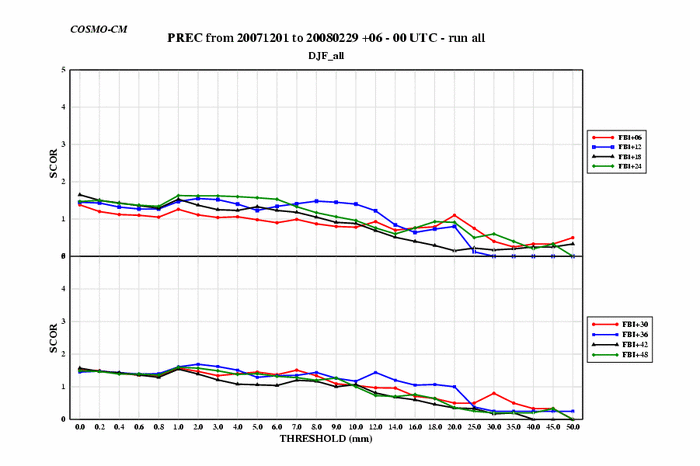 COSMO-CM
PREC from 20071201 to 20080229 +06 - 00 UTC - run all
DJF_all
5
4
3
2
1
SCOR
FBI+06
FBI+12
FBI+18
FBI+24
4
3
2
1
0
SCOR
FBI+30
FBI+36
FBI+42
FBI+48
0.0 0.2 0.4 0.6 0.8 1.0 2.0 3.0 4.0 5.0 6.0 7.0 8.0 9.0 10.0 12.0 14.0 16.0 18.0 20.0 25.0 30.0 35.0 40.0 45.0 50.0
THRESHOLD (mm)